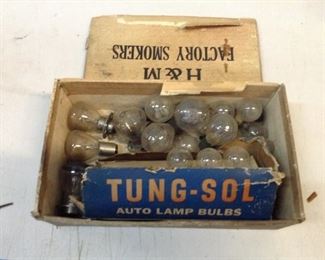 H & M
FACTORY SMOKERS
TUNG-SOL
AUTO LAMP BULBS